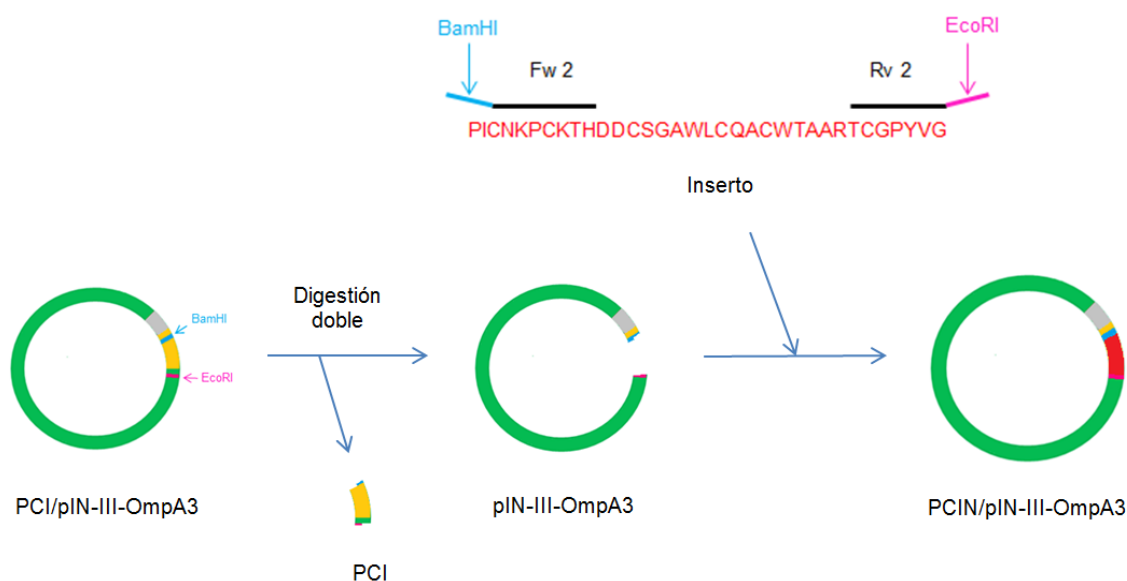 BamHI
EcoRI
Fw 2
Rv 2
PICNKPCKTHDDCSGAWLCQACWTAARTCGPYVG
Inserto
Digestión
doble
BamHI
EcoRI
PCI/pIN-III-OmpA3
pIN-III-OmpA3
PCIN/pIN-III-OmpA3
PCI